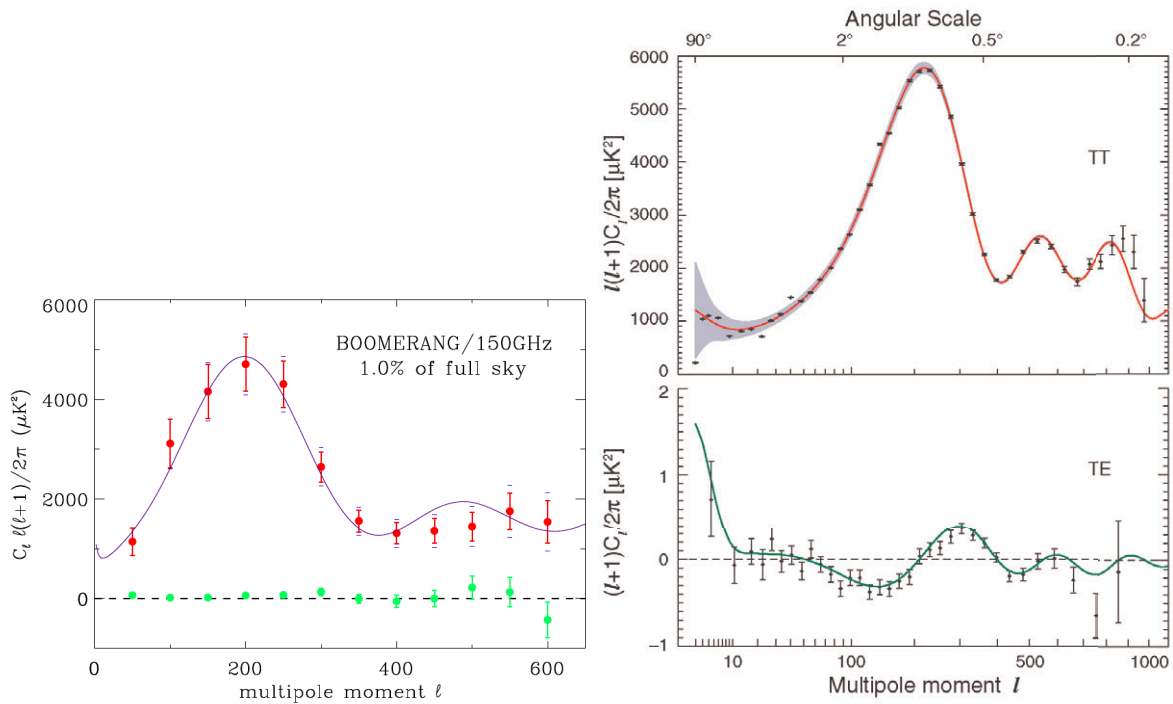 6000
4000
2000
0
C_ℓ ℓ(ℓ+1)/2π (μK²)
BOOMERANG/150GHz
1.0% of full sky
0
200
400
600
multipole moment ℓ
Angular Scale
90°
2°
0.5°
0.2°
6000
5000
4000
3000
2000
1000
0
l(l+1)C_l/2π [μK²]
TT
2
1
0
−1
(l+1)C_l/2π [μK²]
TE
10
100
500
1000
Multipole moment l